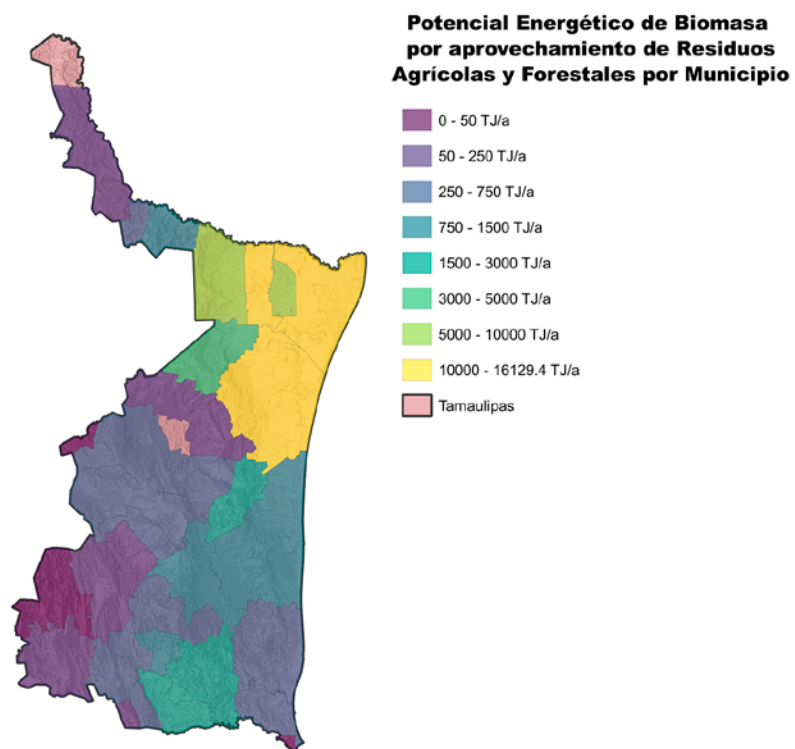 Potencial Energético de Biomasa
por aprovechamiento de Residuos
Agrícolas y Forestales por Municipio
0 - 50 TJ/a
50 - 250 TJ/a
250 - 750 TJ/a
750 - 1500 TJ/a
1500 - 3000 TJ/a
3000 - 5000 TJ/a
5000 - 10000 TJ/a
10000 - 16129.4 TJ/a
Tamaulipas